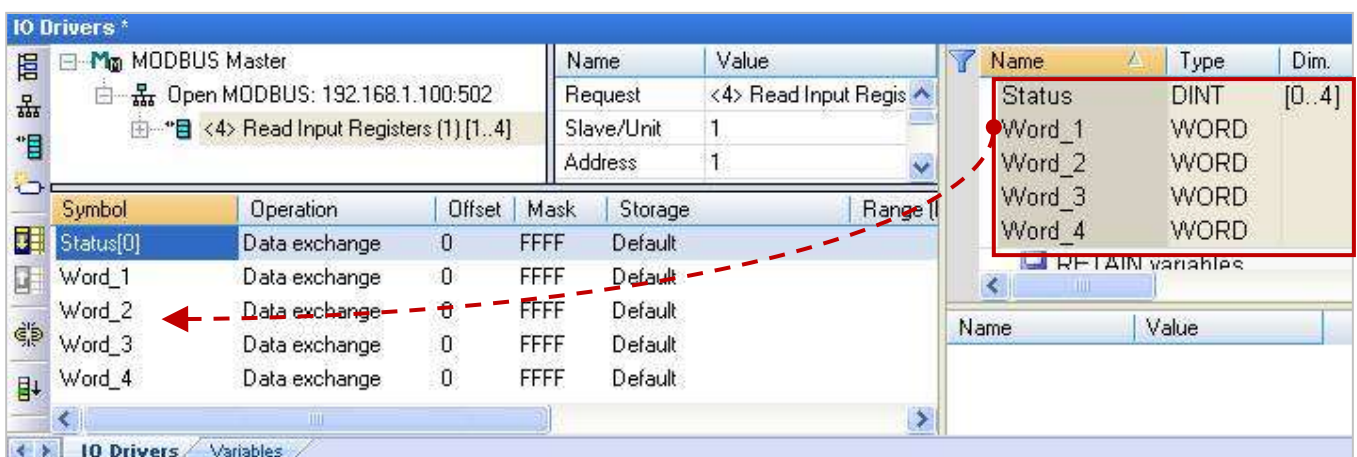 IO Drivers *
MODBUS Master
Open MODBUS: 192.168.1.100:502
<4> Read Input Registers (1) [1..4]
Name Value
Request <4> Read Input Regis
Slave/Unit 1
Address 1
Name Type Dim.
Status DINT [0..4]
Word_1 WORD
Word_2 WORD
Word_3 WORD
Word_4 WORD
RETAIN variables
Symbol Operation Offset Mask Storage Range (
Status[0] Data exchange 0 FFFF Default
Word_1 Data exchange 0 FFFF Default
Word_2 Data exchange 0 FFFF Default
Word_3 Data exchange 0 FFFF Default
Word_4 Data exchange 0 FFFF Default
Name Value
IO Drivers Variables